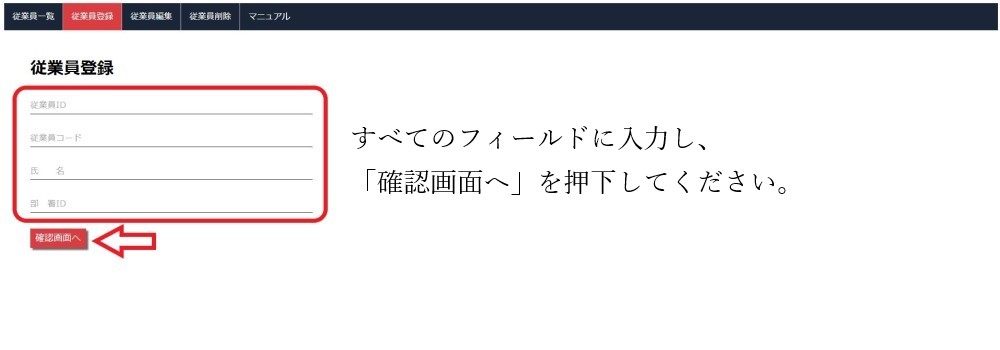 従業員一覧 従業員登録 従業員編集 従業員削除 マニュアル
従業員登録
従業員ID
従業員コード
氏　名
部　署ID
確認画面へ
すべてのフィールドに入力し、
「確認画面へ」を押下してください。